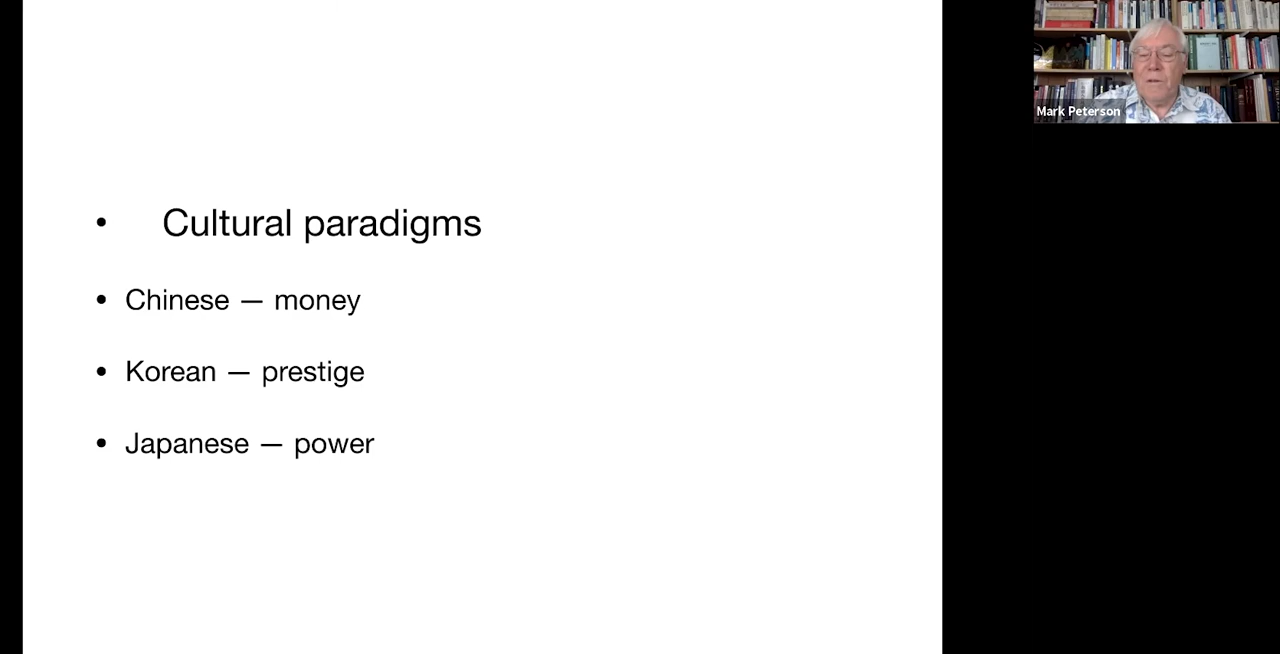 • Cultural paradigms
• Chinese — money
• Korean — prestige
• Japanese — power
Mark Peterson